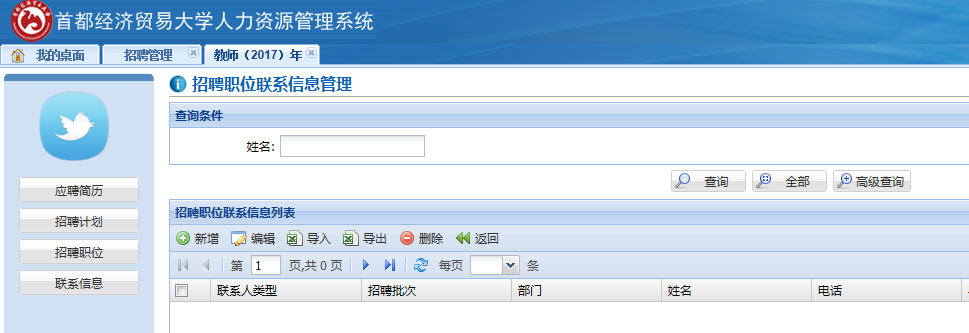 首都经济贸易大学人力资源管理系统
我的桌面 招聘管理 教师（2017）年
招聘职位联系信息管理
查询条件
姓名:
查询 全部 高级查询
应聘简历
招聘计划
招聘职位
联系信息
招聘职位联系信息列表
新增 编辑 导入 导出 删除 返回
第 1 页,共 0 页 每页 条
联系人类型 招聘批次 部门 姓名 电话